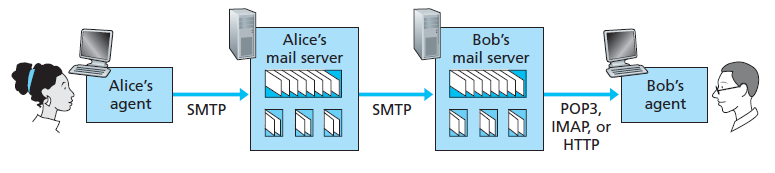 Alice's
agent
SMTP
Alice's
mail server
SMTP
Bob's
mail server
POP3,
IMAP, or
HTTP
Bob's
agent